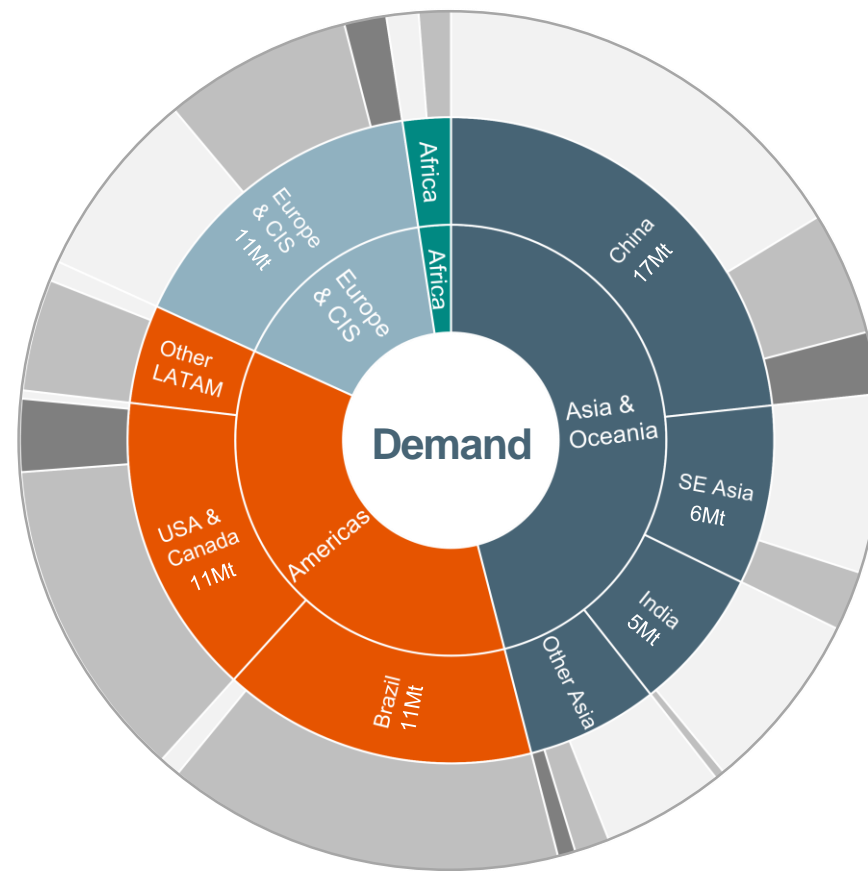 Demand
Asia &
Oceania
Americas
Europe
& CIS
Africa
China
17Mt
SE Asia
6Mt
India
5Mt
Other Asia
Brazil
11Mt
USA &
Canada
11Mt
Other
LATAM
Europe
& CIS
11Mt
Africa